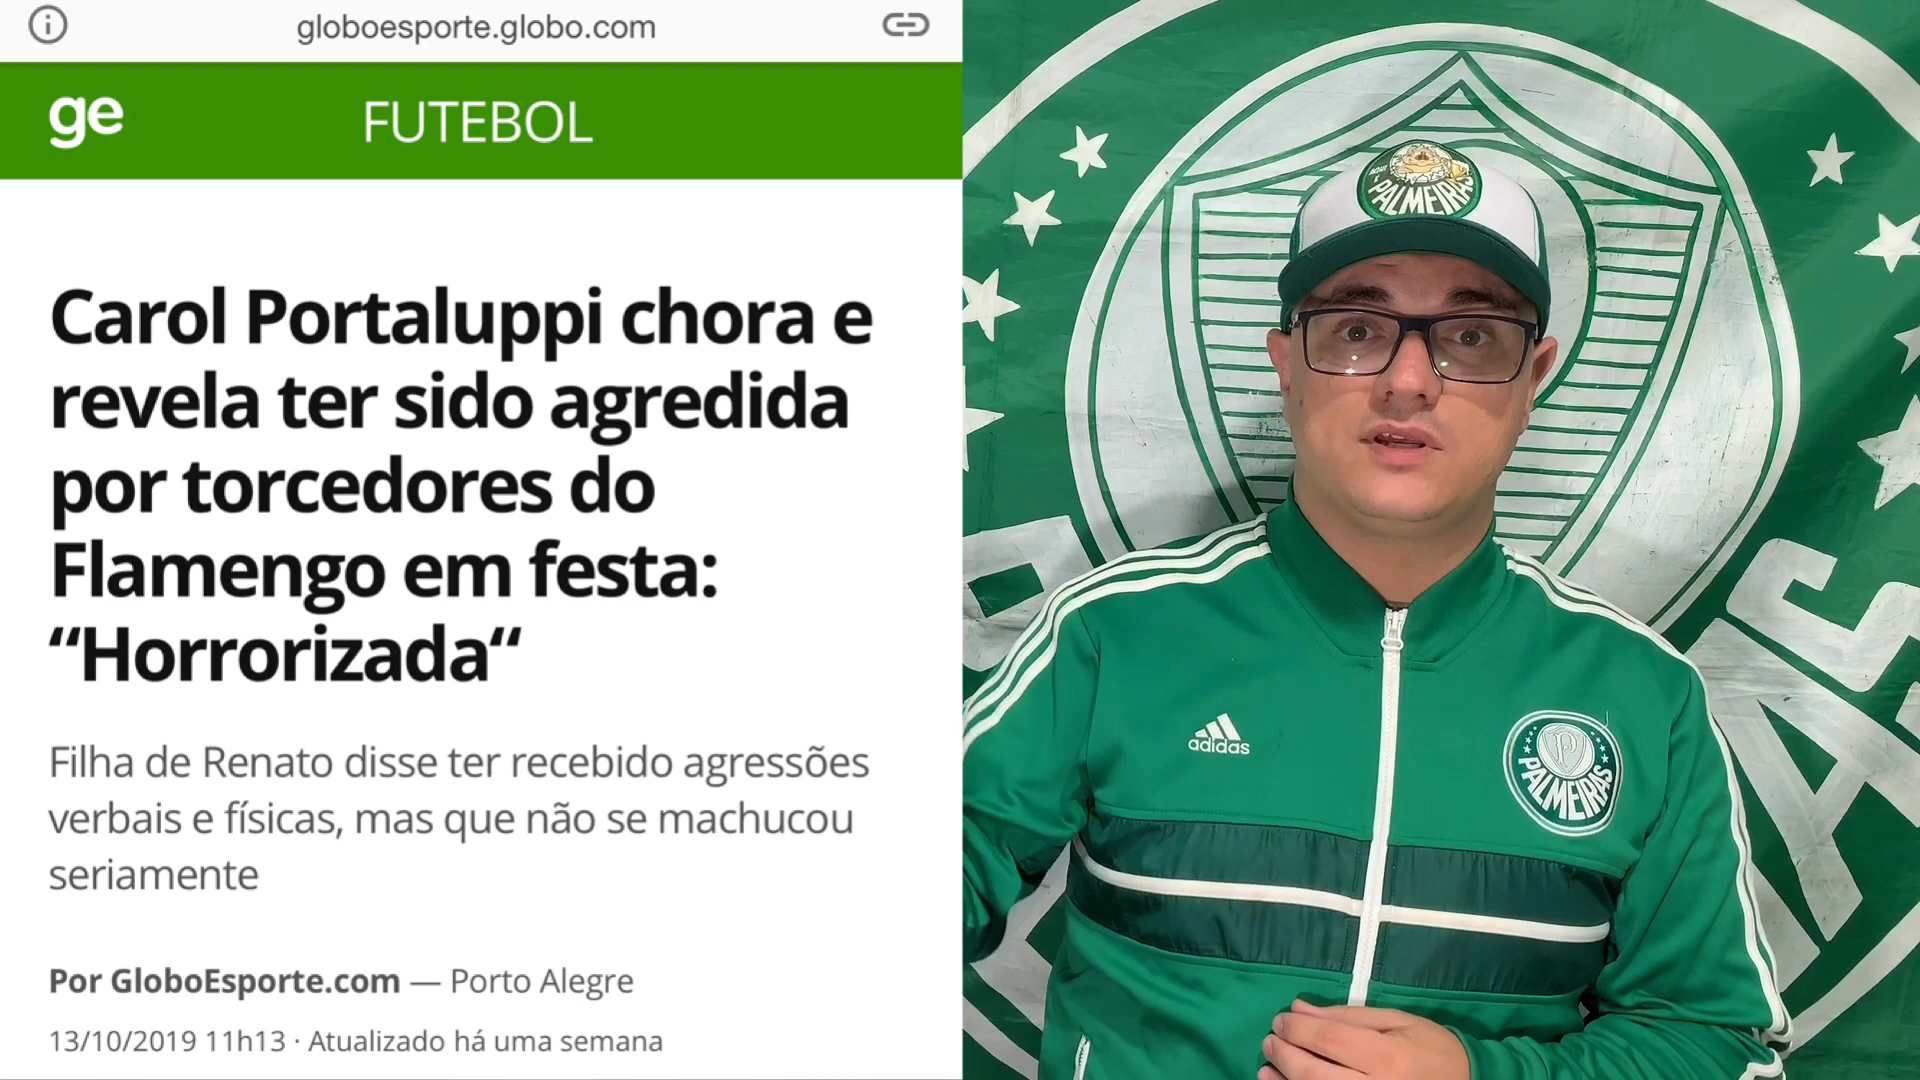 globoesporte.globo.com
ge
FUTEBOL
Carol Portaluppi chora e
revela ter sido agredida
por torcedores do
Flamengo em festa:
“Horrorizada“
Filha de Renato disse ter recebido agressões
verbais e físicas, mas que não se machucou
seriamente
Por GloboEsporte.com — Porto Alegre
13/10/2019 11h13 · Atualizado há uma semana
PALMEIRAS
adidas
P
PALMEIRAS